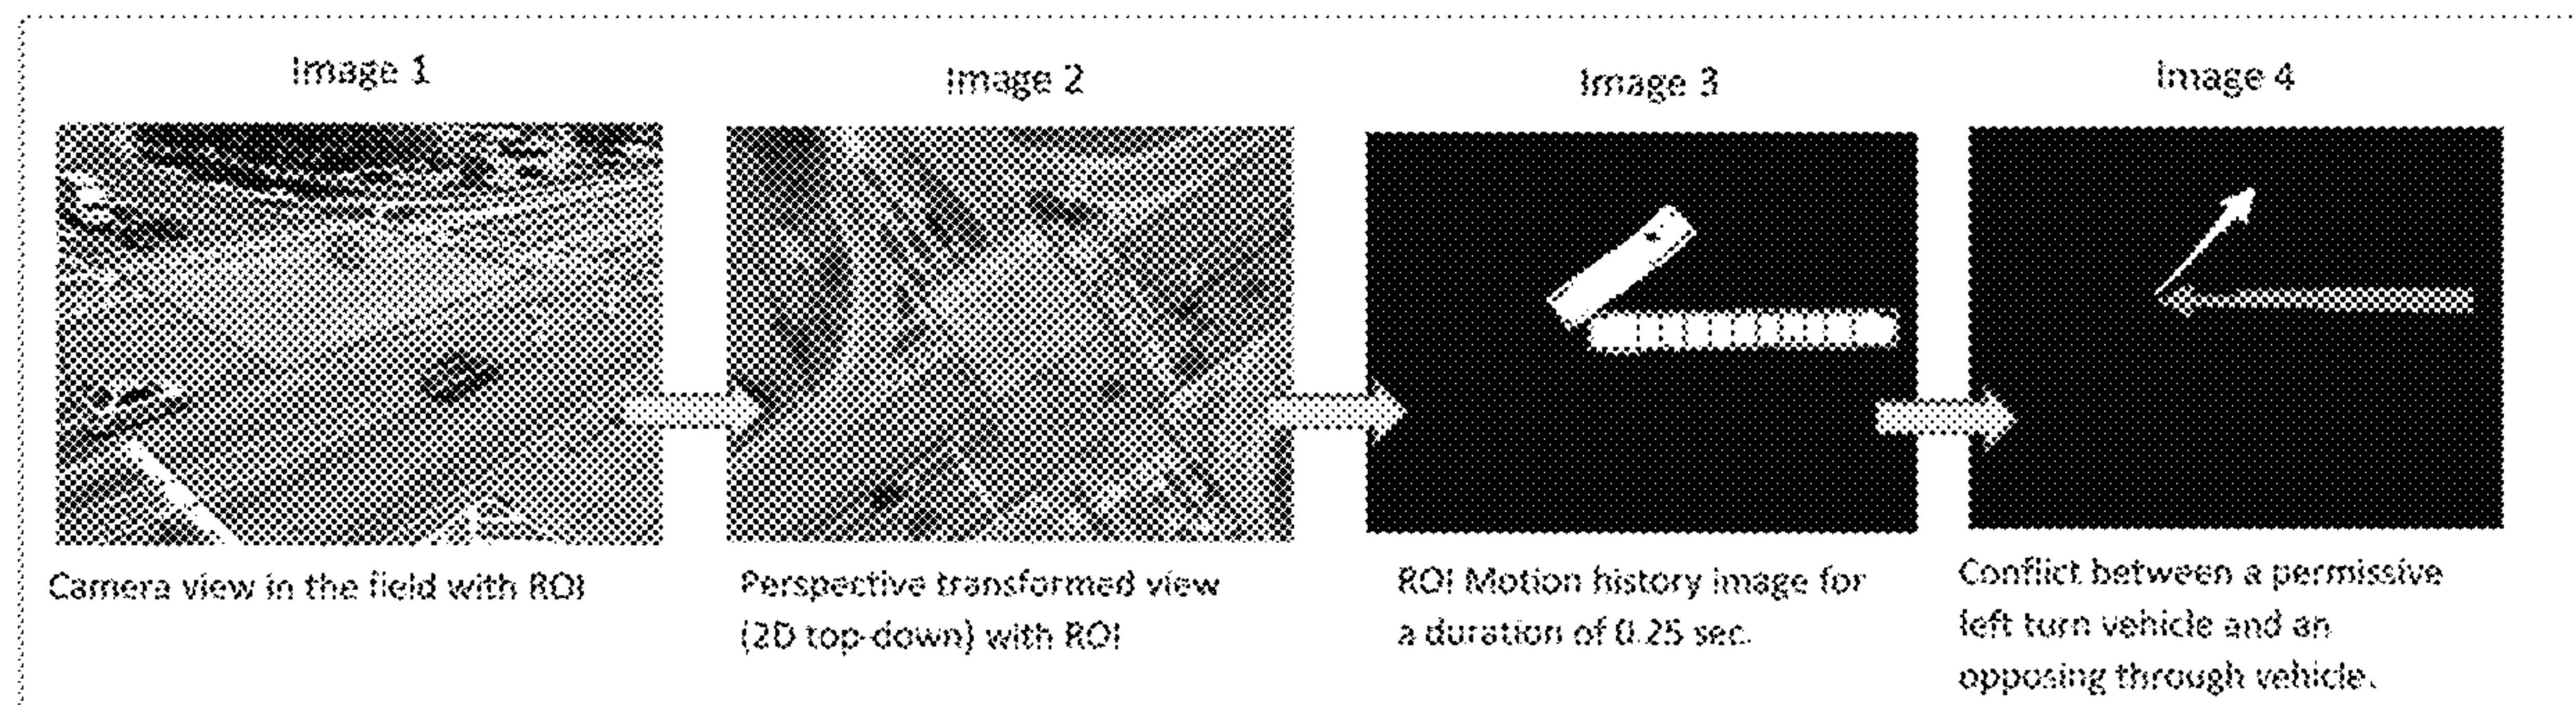 Image 1
Image 2
Image 3
Image 4
Camera view in the field with ROI
Perspective transformed view
(2D top-down) with ROI
ROI Motion history image for
a duration of 0.25 sec.
Conflict between a permissive
left turn vehicle and an
opposing through vehicle.